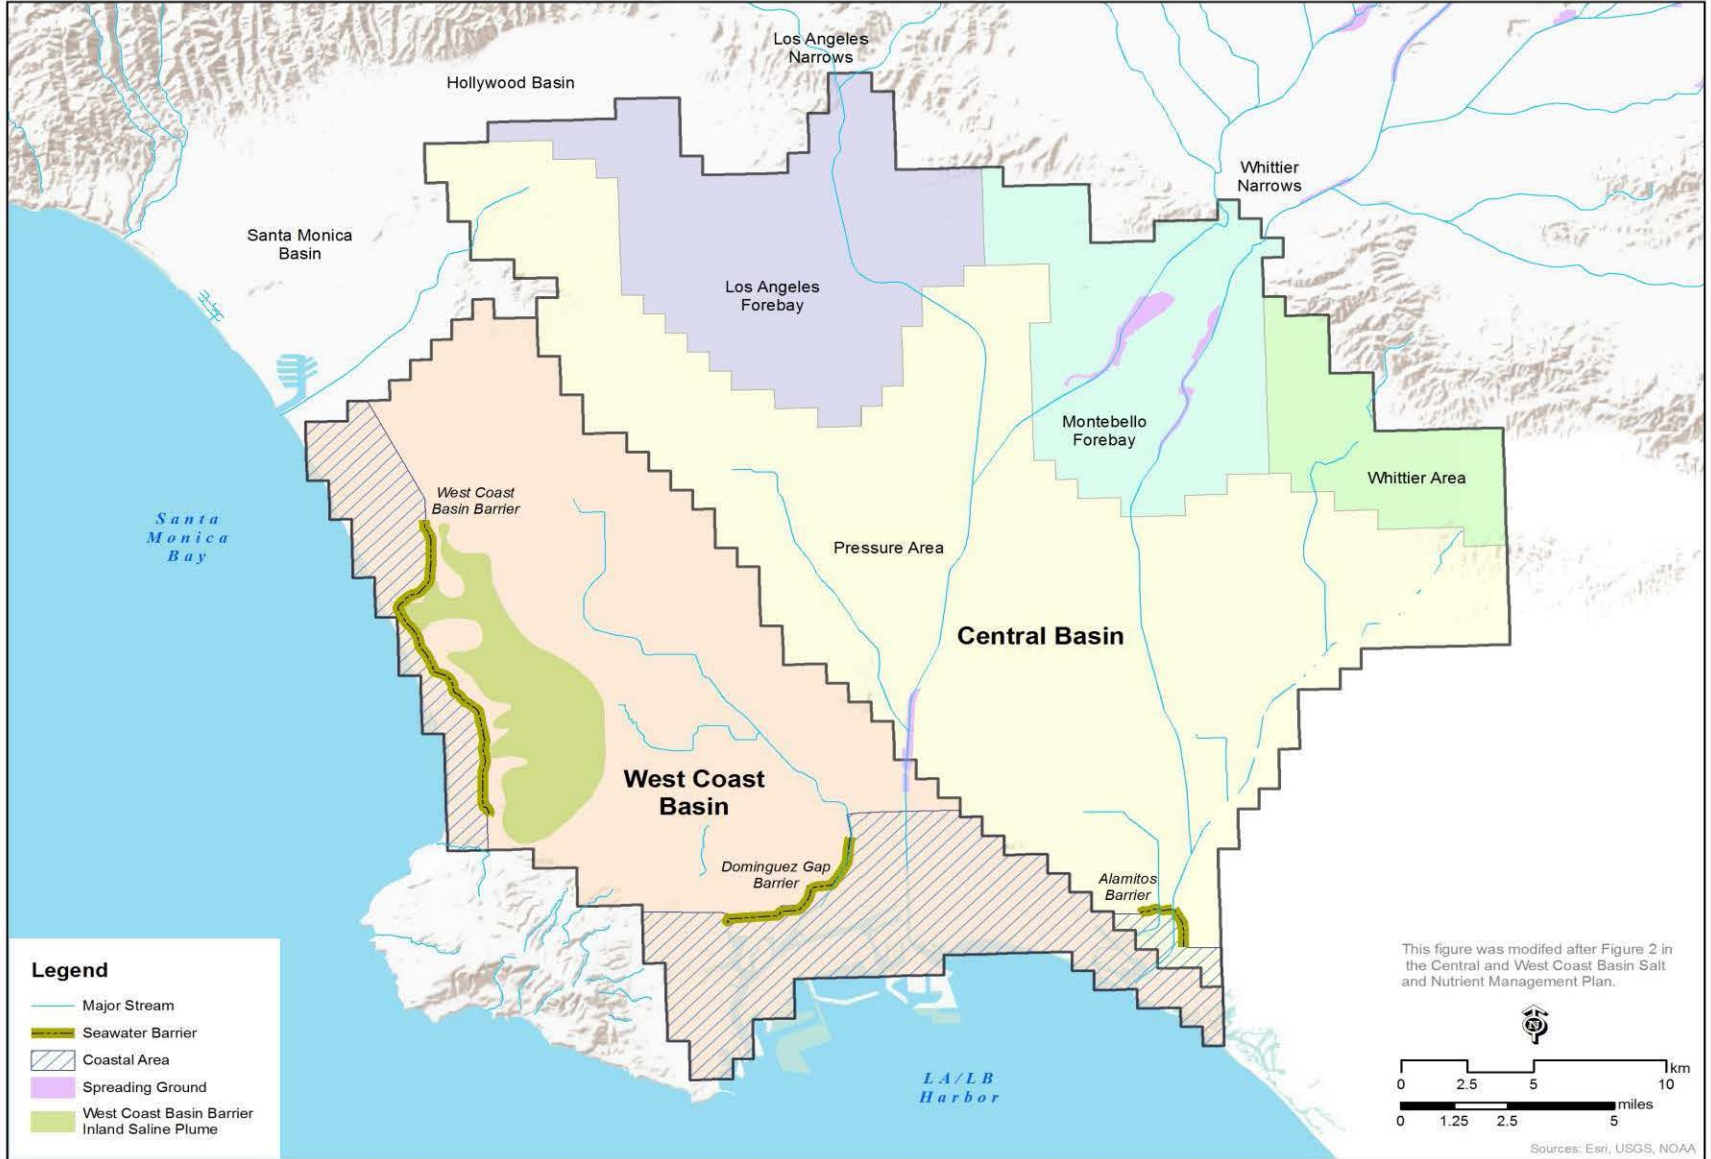 Los Angeles
Narrows
Hollywood Basin
Whittier
Narrows
Santa Monica
Basin
Los Angeles
Forebay
Montebello
Forebay
Whittier Area
West Coast
Basin Barrier
Santa
Monica
Bay
Pressure Area
Central Basin
West Coast
Basin
Dominguez Gap
Barrier
Alamitos
Barrier
LA/LB
Harbor
Legend
Major Stream
Seawater Barrier
Coastal Area
Spreading Ground
West Coast Basin Barrier
Inland Saline Plume
This figure was modifed after Figure 2 in
the Central and West Coast Basin Salt
and Nutrient Management Plan.
N
km
0 2.5 5 10
miles
0 1.25 2.5 5
Sources: Esri, USGS, NOAA